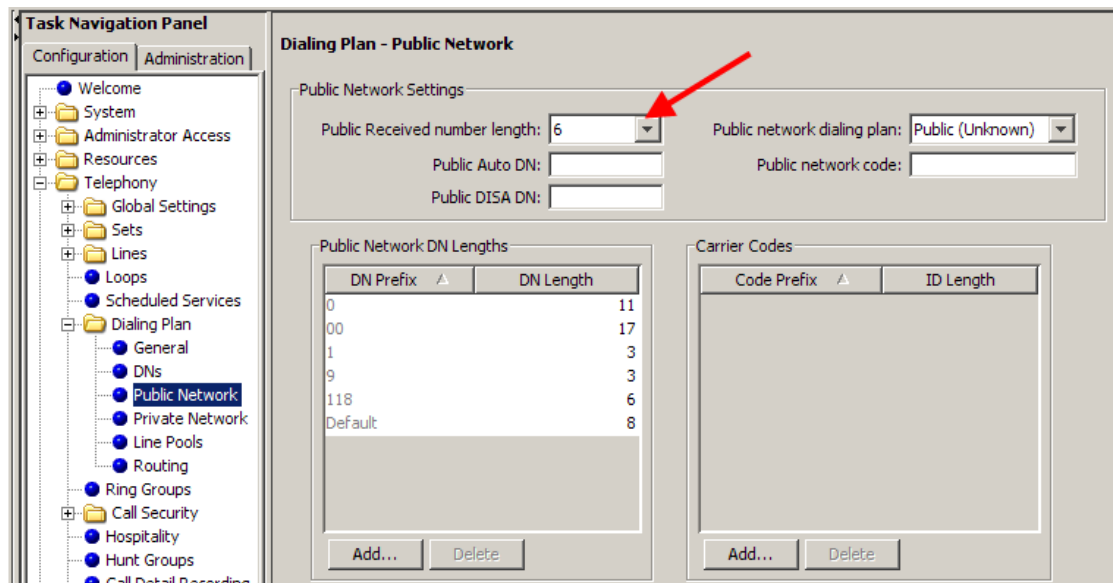 Task Navigation Panel
Configuration Administration
Welcome
System
Administrator Access
Resources
Telephony
Global Settings
Sets
Lines
Loops
Scheduled Services
Dialing Plan
General
DNs
Public Network
Private Network
Line Pools
Routing
Ring Groups
Call Security
Hospitality
Hunt Groups
Call Detail Recording
Dialing Plan - Public Network
Public Network Settings
Public Received number length: 6
Public network dialing plan: Public (Unknown)
Public Auto DN:
Public network code:
Public DISA DN:
Public Network DN Lengths
DN Prefix DN Length
0 11
00 17
1 3
9 3
118 6
Default 8
Add... Delete
Carrier Codes
Code Prefix ID Length
Add... Delete